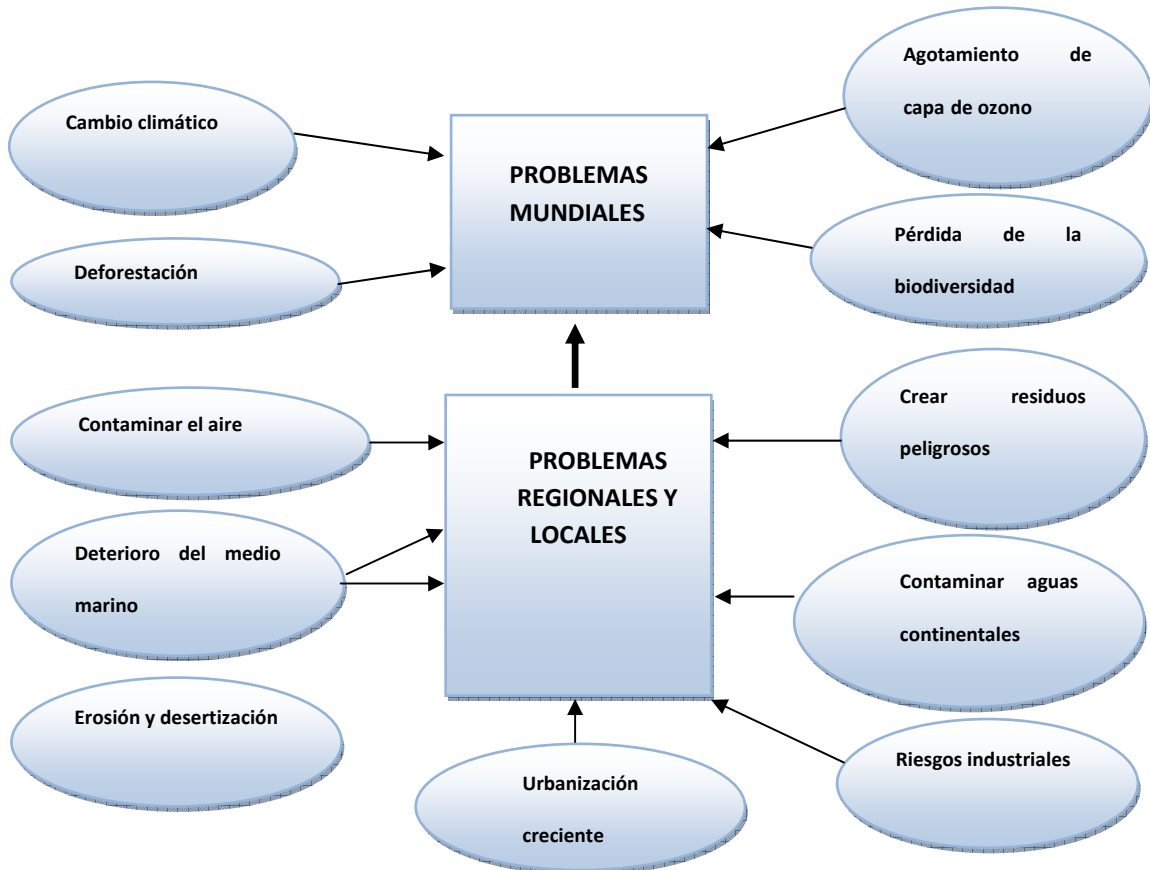 Cambio climático
Agotamiento de
capa de ozono
PROBLEMAS
MUNDIALES
Deforestación
Pérdida de la
biodiversidad
Contaminar el aire
Crear residuos
peligrosos
PROBLEMAS
REGIONALES Y
LOCALES
Deterioro del medio
marino
Contaminar aguas
continentales
Erosión y desertización
Urbanización
creciente
Riesgos industriales